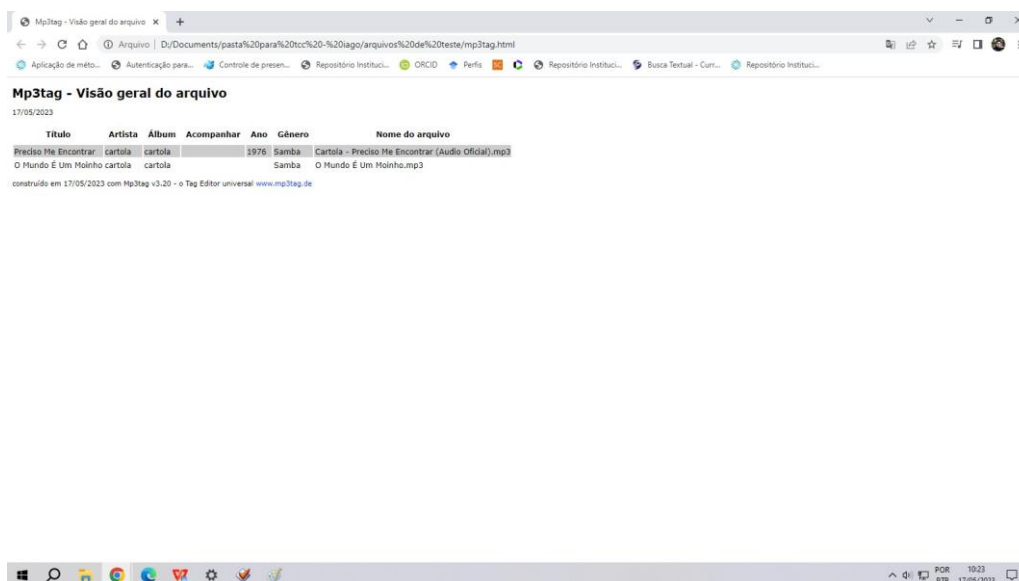 Mp3tag - Visão geral do arquivo
Arquivo | D:/Documents/pasta%20para%20tcc%20-%20iago/arquivos%20de%20teste/mp3tag.html
Aplicação de méto... Autenticação para... Controle de presen... Repositório Instituci... ORCID Perfis SC Repositório Instituci... Busca Textual - Curr... Repositório Instituci...
Mp3tag - Visão geral do arquivo
17/05/2023
Título Artista Álbum Acompanhar Ano Gênero Nome do arquivo
Preciso Me Encontrar cartola cartola 1976 Samba Cartola - Preciso Me Encontrar (Audio Oficial).mp3
O Mundo É Um Moinho cartola cartola Samba O Mundo É Um Moinho.mp3
construído em 17/05/2023 com Mp3tag v3.20 - o Tag Editor universal www.mp3tag.de
POR 10:23
PTB 17/05/2023